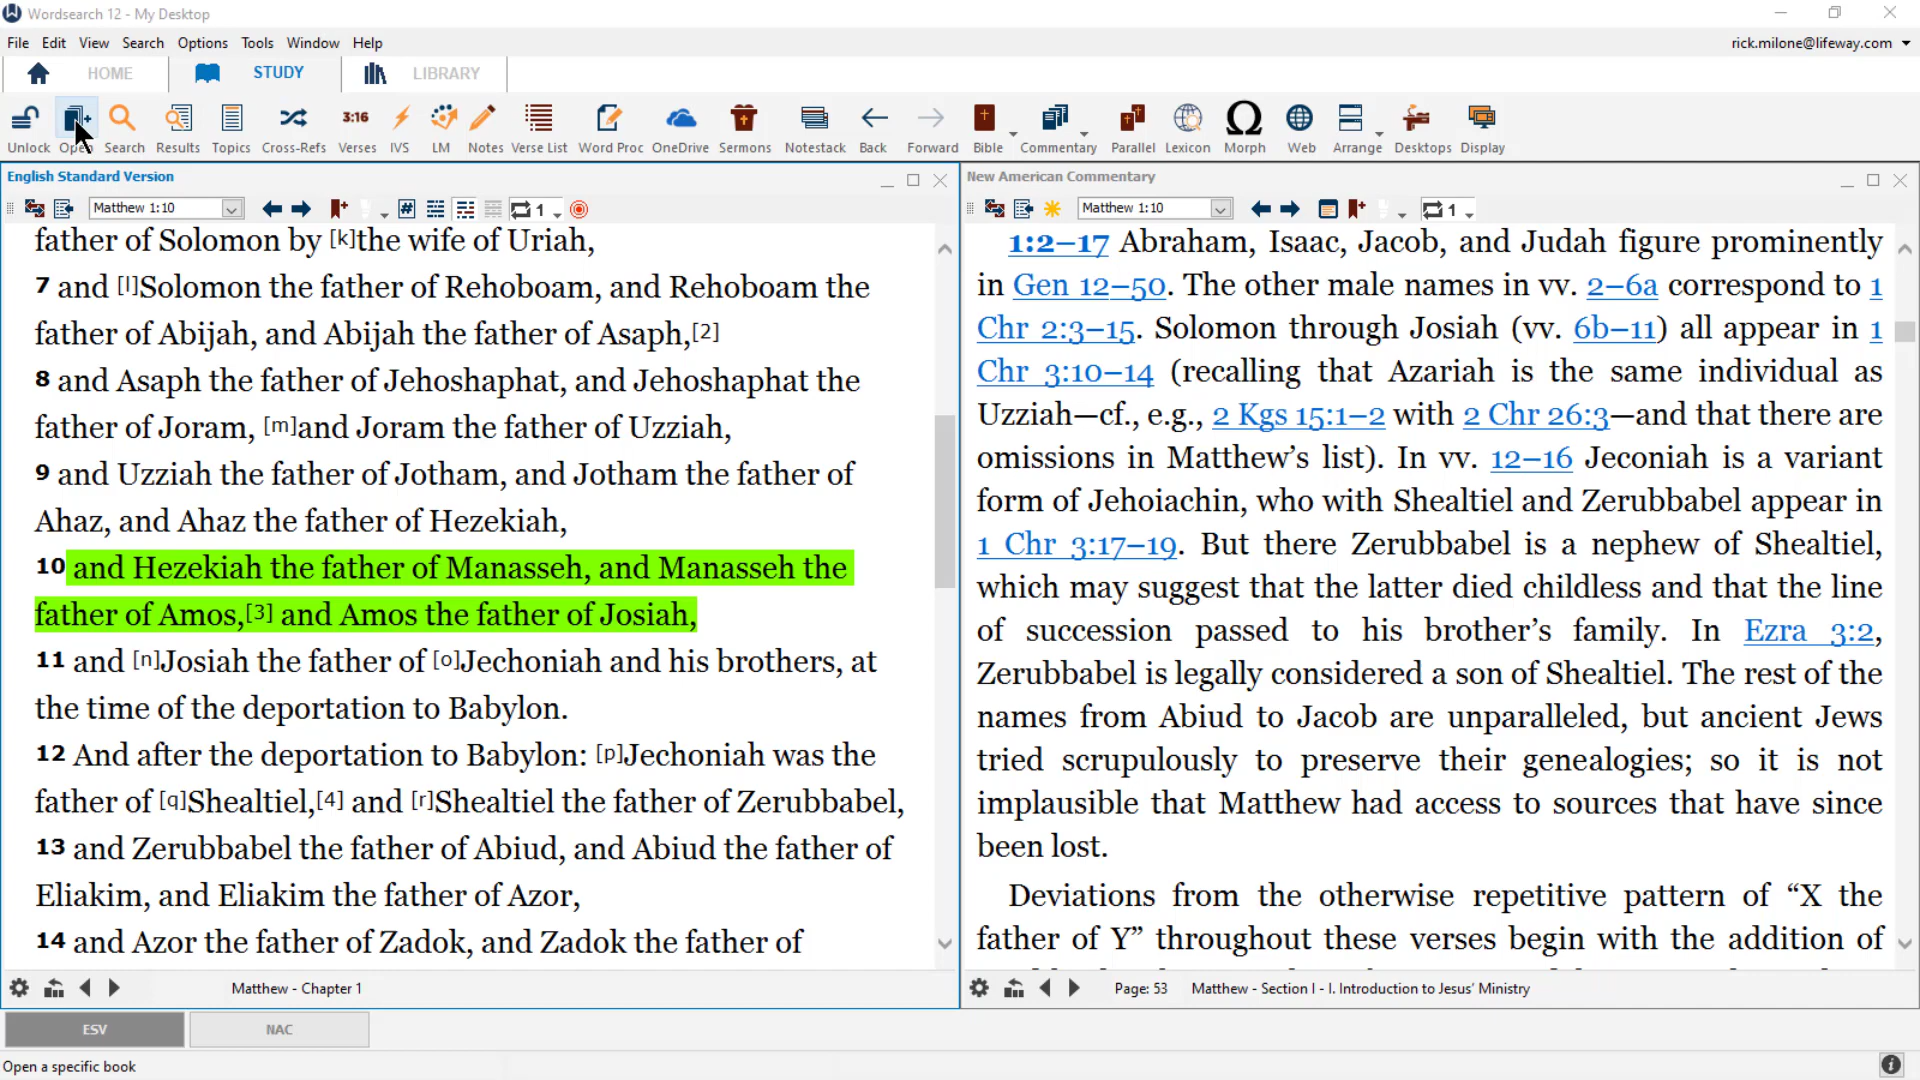 Wordsearch 12 - My Desktop
File Edit View Search Options Tools Window Help
rick.milone@lifeway.com
HOME STUDY LIBRARY
3:16
Unlock Open Search Results Topics Cross-Refs Verses IVS LM Notes Verse List Word Proc OneDrive Sermons Notestack Back Forward Bible Commentary Parallel Lexicon Morph Web Arrange Desktops Display
English Standard Version
Matthew 1:10
1
father of Solomon by [k]the wife of Uriah,
7 and [l]Solomon the father of Rehoboam, and Rehoboam the
father of Abijah, and Abijah the father of Asaph,[2]
8 and Asaph the father of Jehoshaphat, and Jehoshaphat the
father of Joram, [m]and Joram the father of Uzziah,
9 and Uzziah the father of Jotham, and Jotham the father of
Ahaz, and Ahaz the father of Hezekiah,
10 and Hezekiah the father of Manasseh, and Manasseh the
father of Amos,[3] and Amos the father of Josiah,
11 and [n]Josiah the father of [o]Jechoniah and his brothers, at
the time of the deportation to Babylon.
12 And after the deportation to Babylon: [p]Jechoniah was the
father of [q]Shealtiel,[4] and [r]Shealtiel the father of Zerubbabel,
13 and Zerubbabel the father of Abiud, and Abiud the father of
Eliakim, and Eliakim the father of Azor,
14 and Azor the father of Zadok, and Zadok the father of
Matthew - Chapter 1
New American Commentary
Matthew 1:10
1
1:2–17 Abraham, Isaac, Jacob, and Judah figure prominently
in Gen 12–50. The other male names in vv. 2–6a correspond to 1
Chr 2:3–15. Solomon through Josiah (vv. 6b–11) all appear in 1
Chr 3:10–14 (recalling that Azariah is the same individual as
Uzziah—cf., e.g., 2 Kgs 15:1–2 with 2 Chr 26:3—and that there are
omissions in Matthew’s list). In vv. 12–16 Jeconiah is a variant
form of Jehoiachin, who with Shealtiel and Zerubbabel appear in
1 Chr 3:17–19. But there Zerubbabel is a nephew of Shealtiel,
which may suggest that the latter died childless and that the line
of succession passed to his brother’s family. In Ezra 3:2,
Zerubbabel is legally considered a son of Shealtiel. The rest of the
names from Abiud to Jacob are unparalleled, but ancient Jews
tried scrupulously to preserve their genealogies; so it is not
implausible that Matthew had access to sources that have since
been lost.
Deviations from the otherwise repetitive pattern of “X the
father of Y” throughout these verses begin with the addition of
Page: 53 Matthew - Section I - I. Introduction to Jesus’ Ministry
ESV NAC
Open a specific book